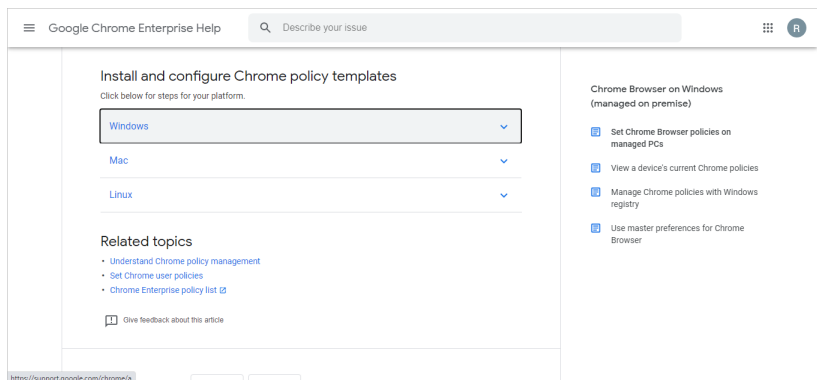 Google Chrome Enterprise Help
Describe your issue
R
Install and configure Chrome policy templates
Click below for steps for your platform.
Windows
Mac
Linux
Related topics
• Understand Chrome policy management
• Set Chrome user policies
• Chrome Enterprise policy list
Give feedback about this article
Chrome Browser on Windows
(managed on premise)
Set Chrome Browser policies on
managed PCs
View a device's current Chrome policies
Manage Chrome policies with Windows
registry
Use master preferences for Chrome
Browser
https://support.google.com/chrome/a